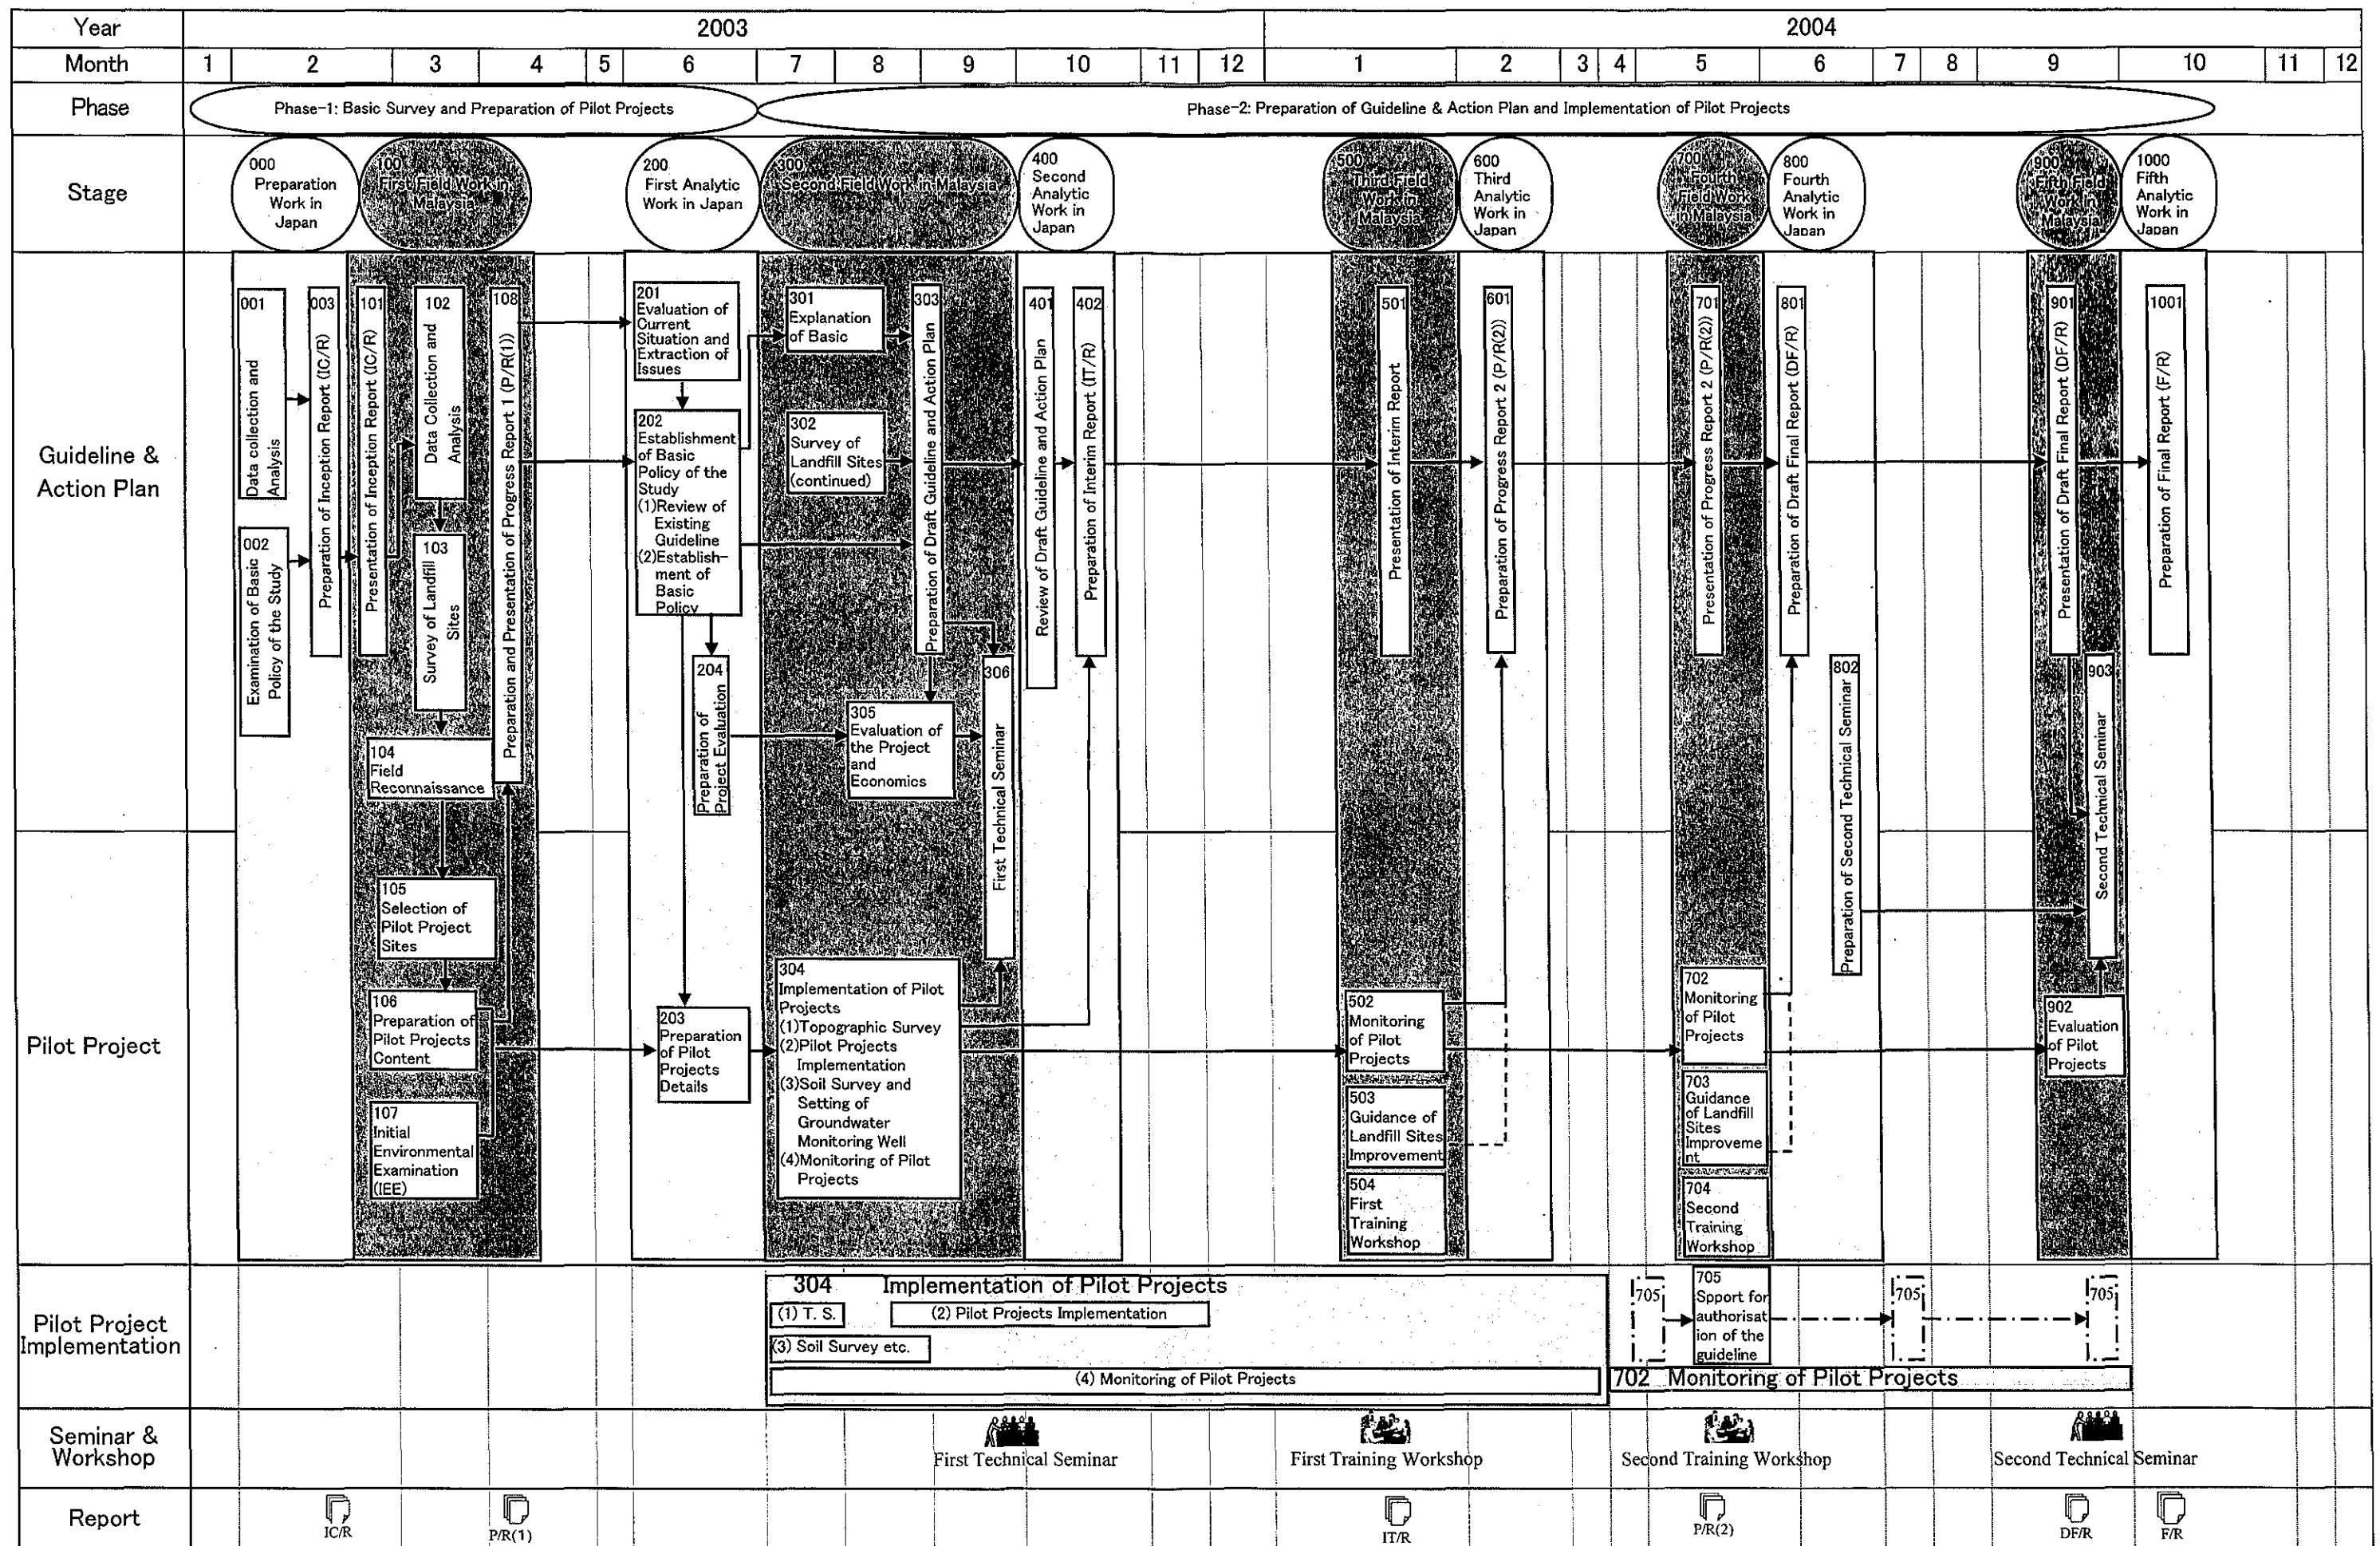 Year
2003
2004
Month
1 2 3 4 5 6 7 8 9 10 11 12 1 2 3 4 5 6 7 8 9 10 11 12
Phase
Phase-1: Basic Survey and Preparation of Pilot Projects
Phase-2: Preparation of Guideline & Action Plan and Implementation of Pilot Projects
Stage
000
Preparation
Work in
Japan
100
First Field Work in
Malaysia
200
First Analytic
Work in Japan
300
Second Field Work in Malaysia
400
Second
Analytic
Work in
Japan
500
Third Field
Work in
Malaysia
600
Third
Analytic
Work in
Japan
700
Fourth
Field Work
in Malaysia
800
Fourth
Analytic
Work in
Japan
900
Fifth Field
Work in
Malaysia
1000
Fifth
Analytic
Work in
Japan
Guideline &
Action Plan
001
Data collection and
Analysis
002
Examination of Basic
Policy of the Study
003
Preparation of Inception Report (IC/R)
101
Presentation of Inception Report (IC/R)
102
Data Collection and
Analysis
103
Survey of Landfill
Sites
104
Field
Reconnaissance
108
Preparation and Presentation of Progress Report 1 (P/R(1))
201
Evaluation of
Current
Situation and
Extraction of
Issues
202
Establishment
of Basic
Policy of the
Study
(1)Review of
Existing
Guideline
(2)Establish-
ment of
Basic
Policy
204
Preparation of
Project Evaluation
301
Explanation
of Basic
302
Survey of
Landfill Sites
(continued)
303
Preparation of Draft Guideline and Action Plan
305
Evaluation of
the Project
and
Economics
306
First Technical Seminar
401
Review of Draft Guideline and Action Plan
402
Preparation of Interim Report (IT/R)
501
Presentation of Interim Report
601
Preparation of Progress Report 2 (P/R(2))
701
Presentation of Progress Report 2 (P/R(2))
801
Preparation of Draft Final Report (DF/R)
802
Preparation of Second Technical Seminar
901
Presentation of Draft Final Report (DF/R)
903
Second Technical Seminar
1001
Preparation of Final Report (F/R)
Pilot Project
105
Selection of
Pilot Project
Sites
106
Preparation of
Pilot Projects
Content
107
Initial
Environmental
Examination
(IEE)
203
Preparation
of Pilot
Projects
Details
304
Implementation of Pilot
Projects
(1)Topographic Survey
(2)Pilot Projects
Implementation
(3)Soil Survey and
Setting of
Groundwater
Monitoring Well
(4)Monitoring of Pilot
Projects
502
Monitoring
of Pilot
Projects
503
Guidance of
Landfill Sites
Improvement
504
First
Training
Workshop
702
Monitoring
of Pilot
Projects
703
Guidance
of Landfill
Sites
Improveme
nt
704
Second
Training
Workshop
902
Evaluation
of Pilot
Projects
Pilot Project
Implementation
304 Implementation of Pilot Projects
(1) T. S.
(2) Pilot Projects Implementation
(3) Soil Survey etc.
(4) Monitoring of Pilot Projects
705
705
Spport for
authorisat
ion of the
guideline
705
705
702 Monitoring of Pilot Projects
Seminar &
Workshop
First Technical Seminar
First Training Workshop
Second Training Workshop
Second Technical Seminar
Report
IC/R
P/R(1)
IT/R
P/R(2)
DF/R
F/R